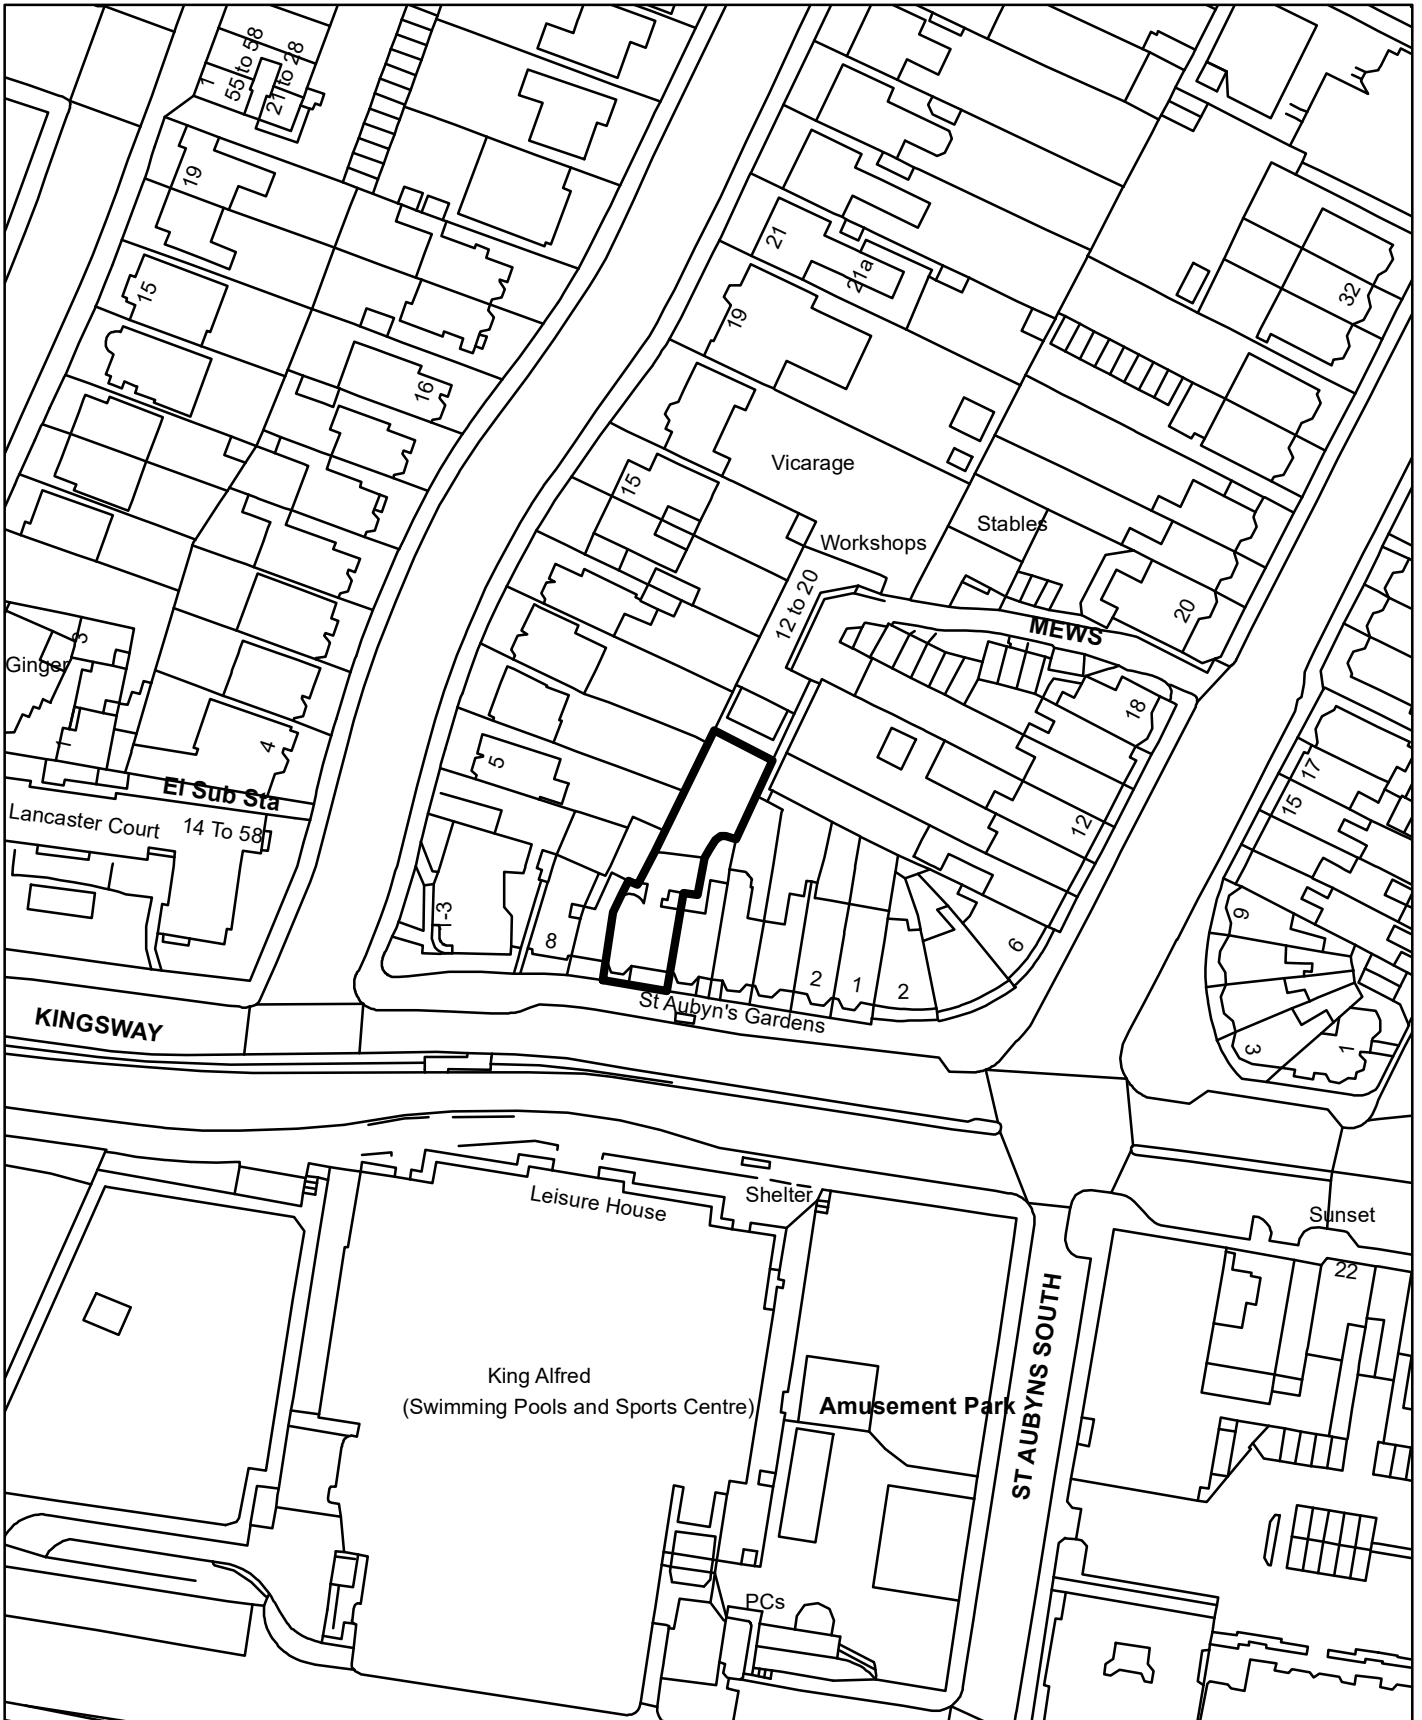 1
55 to 58
21 to 28
19
15
16
21
21a
19
32
15
Vicarage
Workshops
Stables
12 to 20
MEWS
20
18
3
Ginger
1
4
El Sub Sta
Lancaster Court
14 To 58
5
17
15
12
1-3
8
2
1
2
6
9
3
1
St Aubyn's Gardens
KINGSWAY
Leisure House
Shelter
Sunset
22
King Alfred
(Swimming Pools and Sports Centre)
Amusement Park
ST AUBYNS SOUTH
PCs